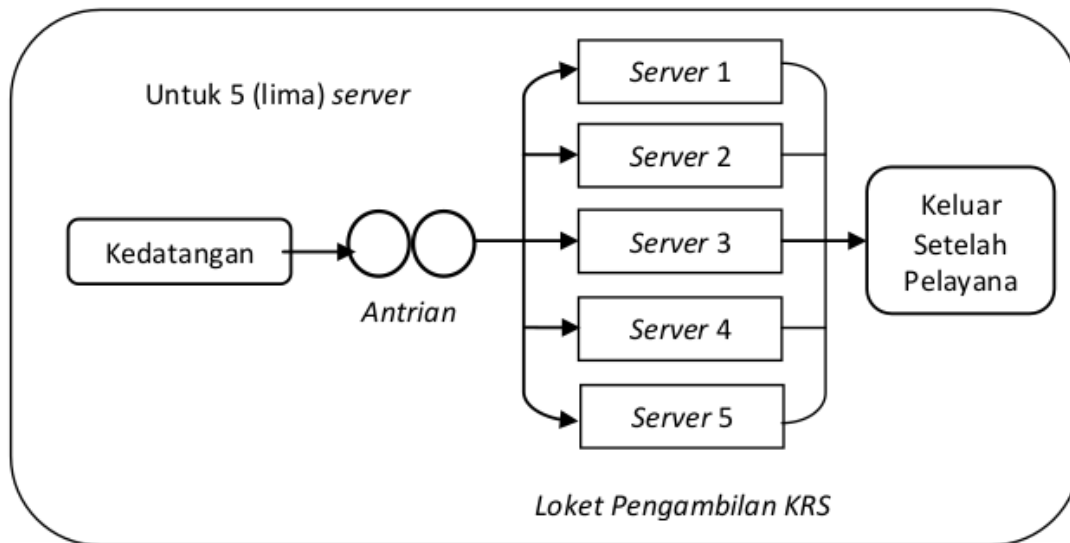 Untuk 5 (lima) server
Kedatangan
Antrian
Server 1
Server 2
Server 3
Server 4
Server 5
Keluar
Setelah
Pelayana
Loket Pengambilan KRS